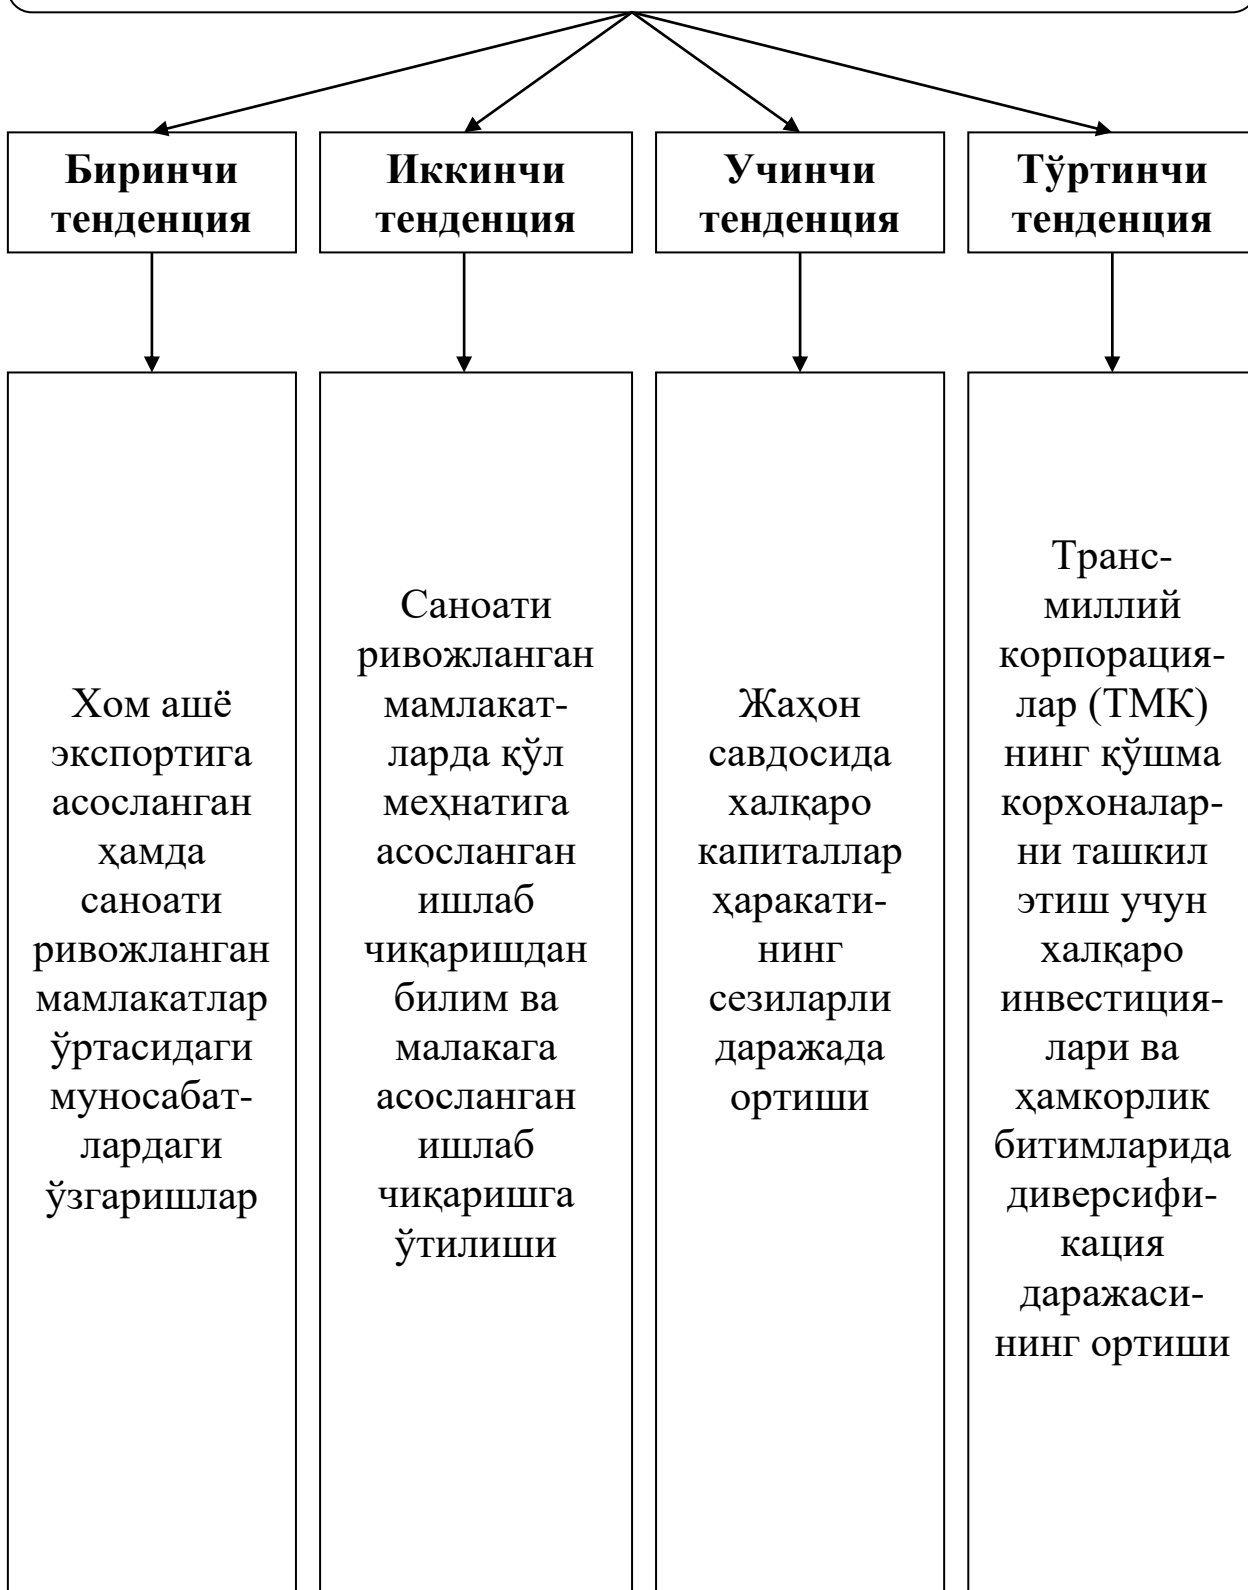 Биринчи
тенденция
Иккинчи
тенденция
Учинчи
тенденция
Тўртинчи
тенденция
Хом ашё
экспортига
асосланган
ҳамда
саноати
ривожланган
мамлакатлар
ўртасидаги
муносабат-
лардаги
ўзгаришлар
Саноати
ривожланган
мамлакат-
ларда қўл
меҳнатига
асосланган
ишлаб
чиқаришдан
билим ва
малакага
асосланган
ишлаб
чиқаришга
ўтилиши
Жаҳон
савдосида
халқаро
капиталлар
ҳаракати-
нинг
сезиларли
даражада
ортиши
Транс-
миллий
корпорация-
лар (ТМК)
нинг қўшма
корхоналар-
ни ташкил
этиш учун
халқаро
инвестиция-
лари ва
ҳамкорлик
битимларида
диверсифи-
кация
даражаси-
нинг ортиши